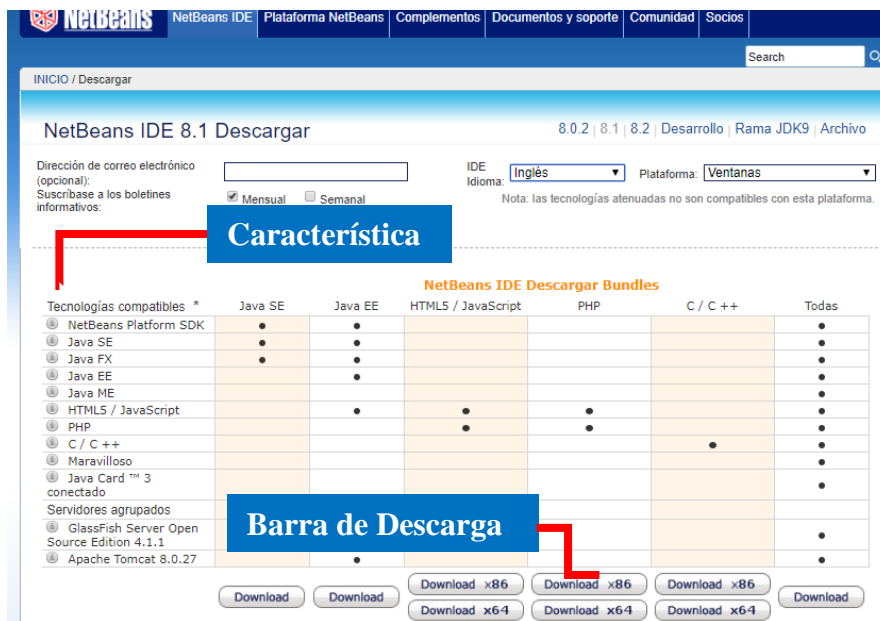 NetBeans
NetBeans IDE Plataforma NetBeans Complementos Documentos y soporte Comunidad Socios
Search
INICIO / Descargar
NetBeans IDE 8.1 Descargar
8.0.2 | 8.1 | 8.2 | Desarrollo | Rama JDK9 | Archivo
Dirección de correo electrónico
(opcional):
IDE
Idioma:
Inglés
Plataforma:
Ventanas
Suscríbase a los boletines
informativos:
Mensual
Semanal
Nota: las tecnologías atenuadas no son compatibles con esta plataforma.
Característica
NetBeans IDE Descargar Bundles
Tecnologías compatibles * Java SE Java EE HTML5 / JavaScript PHP C / C ++ Todas
NetBeans Platform SDK
Java SE
Java FX
Java EE
Java ME
HTML5 / JavaScript
PHP
C / C ++
Maravilloso
Java Card ™ 3
conectado
Servidores agrupados
GlassFish Server Open
Source Edition 4.1.1
Apache Tomcat 8.0.27
Barra de Descarga
Download Download Download x86 Download x86 Download x86 Download
Download x64 Download x64 Download x64